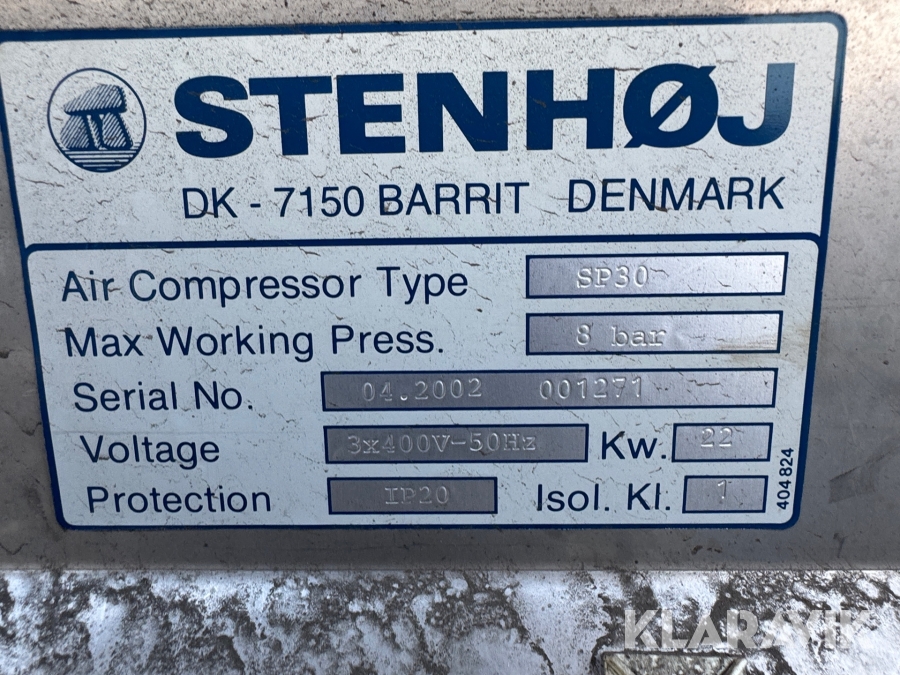 STENHØJ
DK - 7150 BARRIT DENMARK
Air Compressor Type SP30
Max Working Press. 8 bar
Serial No. 04.2002 001271
Voltage 3x400V-50Hz Kw. 22
Protection IP20 Isol. Kl. 1
404824
KLARAVIK